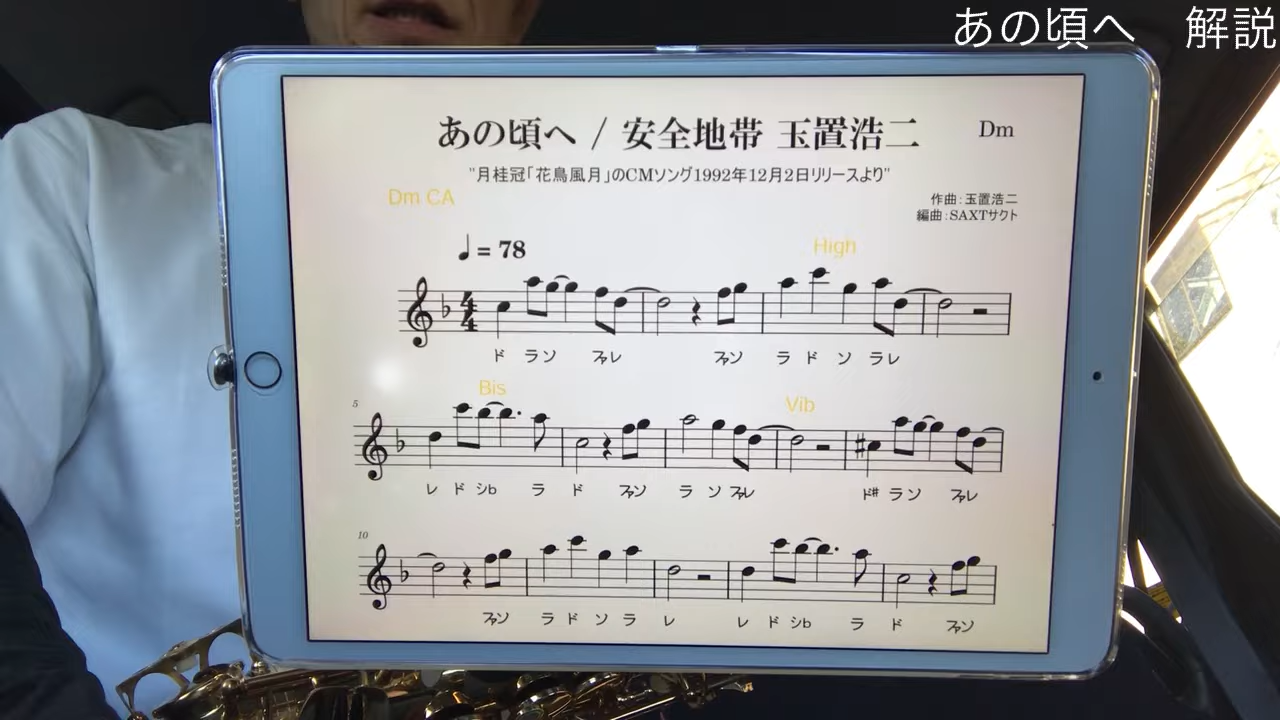 あの頃へ　解説
あの頃へ / 安全地帯 玉置浩二
Dm
"月桂冠「花鳥風月」のCMソング1992年12月2日リリースより"
Dm CA
作曲：玉置浩二
編曲：SAXTサクト
♩ = 78
High
ド ラソ ファレ ファソ ラ ド ソ ラレ
5
Bis
Vib
レ ド シb ラ ド ファソ ラ ソ ファレ ド# ラソ ファレ
10
ファソ ラ ド ソ ラ レ レ ド シb ラ ド ファソ